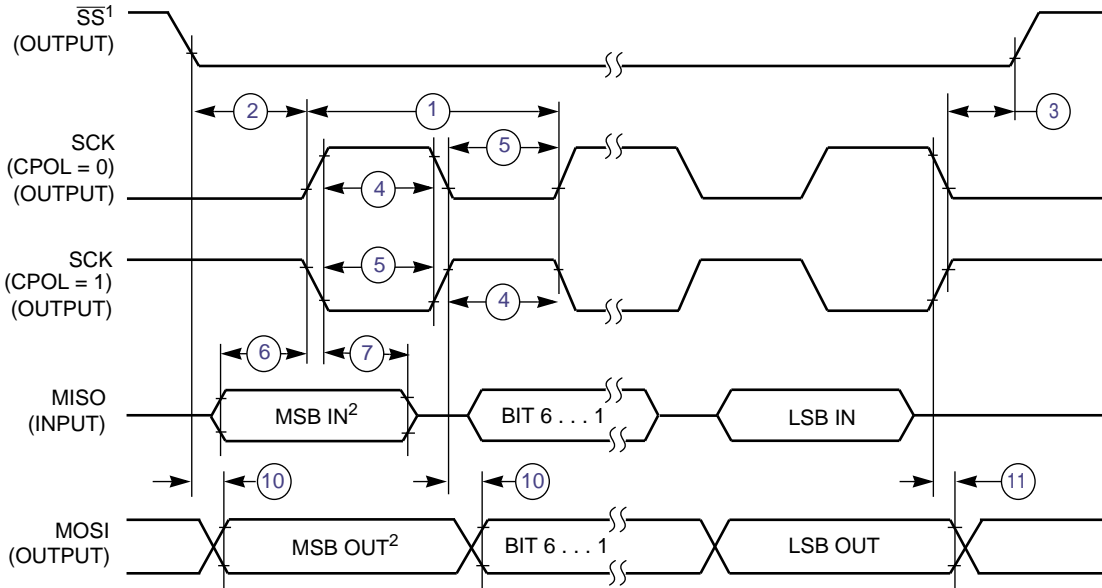 SS1
(OUTPUT)
2
1
3
SCK
(CPOL = 0)
(OUTPUT)
5
4
SCK
(CPOL = 1)
(OUTPUT)
5
4
6
7
MISO
(INPUT)
MSB IN2
BIT 6 . . . 1
LSB IN
10
10
11
MOSI
(OUTPUT)
MSB OUT2
BIT 6 . . . 1
LSB OUT